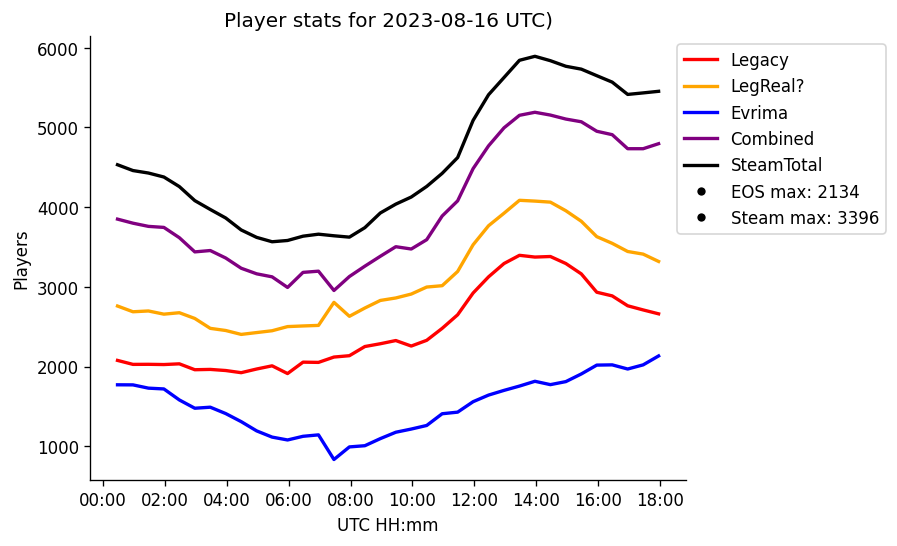 Player stats for 2023-08-16 UTC)
6000
5000
4000
3000
2000
1000
Players
00:00 02:00 04:00 06:00 08:00 10:00 12:00 14:00 16:00 18:00
UTC HH:mm
Legacy
LegReal?
Evrima
Combined
SteamTotal
EOS max: 2134
Steam max: 3396